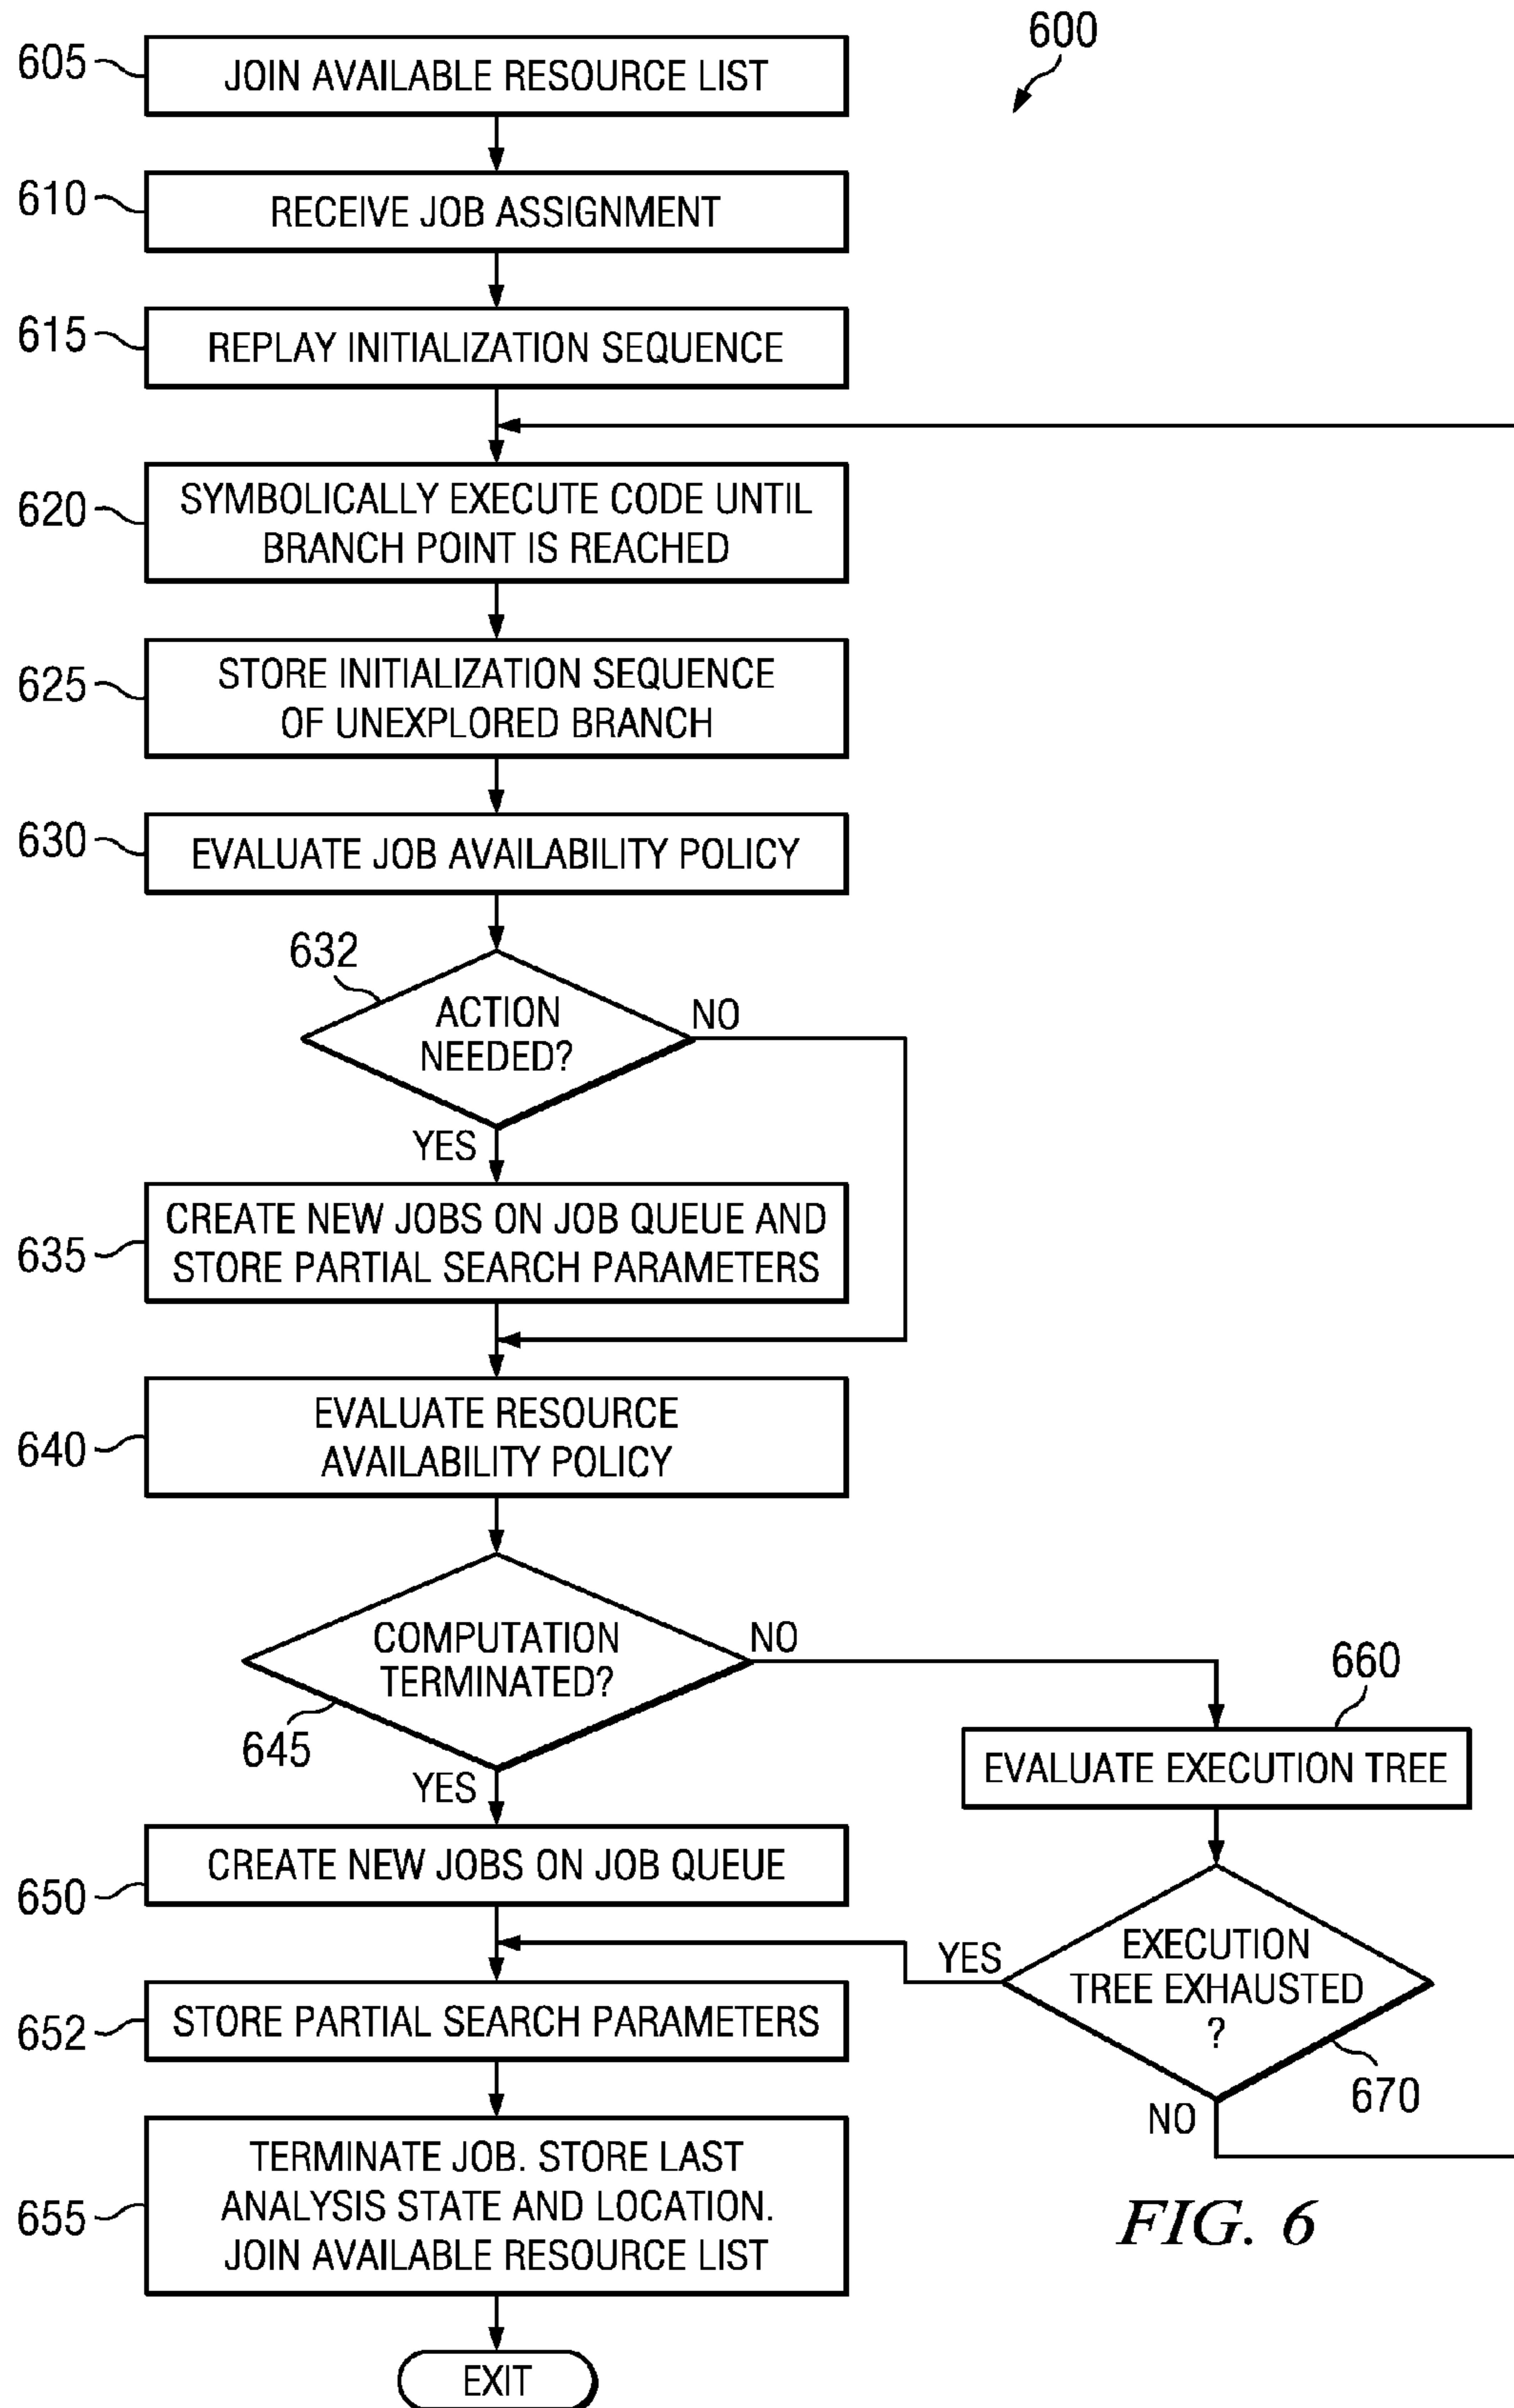 600
605
JOIN AVAILABLE RESOURCE LIST
610
RECEIVE JOB ASSIGNMENT
615
REPLAY INITIALIZATION SEQUENCE
620
SYMBOLICALLY EXECUTE CODE UNTIL
BRANCH POINT IS REACHED
625
STORE INITIALIZATION SEQUENCE
OF UNEXPLORED BRANCH
630
EVALUATE JOB AVAILABILITY POLICY
632
ACTION
NEEDED?
NO
YES
635
CREATE NEW JOBS ON JOB QUEUE AND
STORE PARTIAL SEARCH PARAMETERS
640
EVALUATE RESOURCE
AVAILABILITY POLICY
COMPUTATION
TERMINATED?
NO
645
YES
660
EVALUATE EXECUTION TREE
650
CREATE NEW JOBS ON JOB QUEUE
YES
EXECUTION
TREE EXHAUSTED
?
670
NO
652
STORE PARTIAL SEARCH PARAMETERS
655
TERMINATE JOB. STORE LAST
ANALYSIS STATE AND LOCATION.
JOIN AVAILABLE RESOURCE LIST
FIG. 6
EXIT